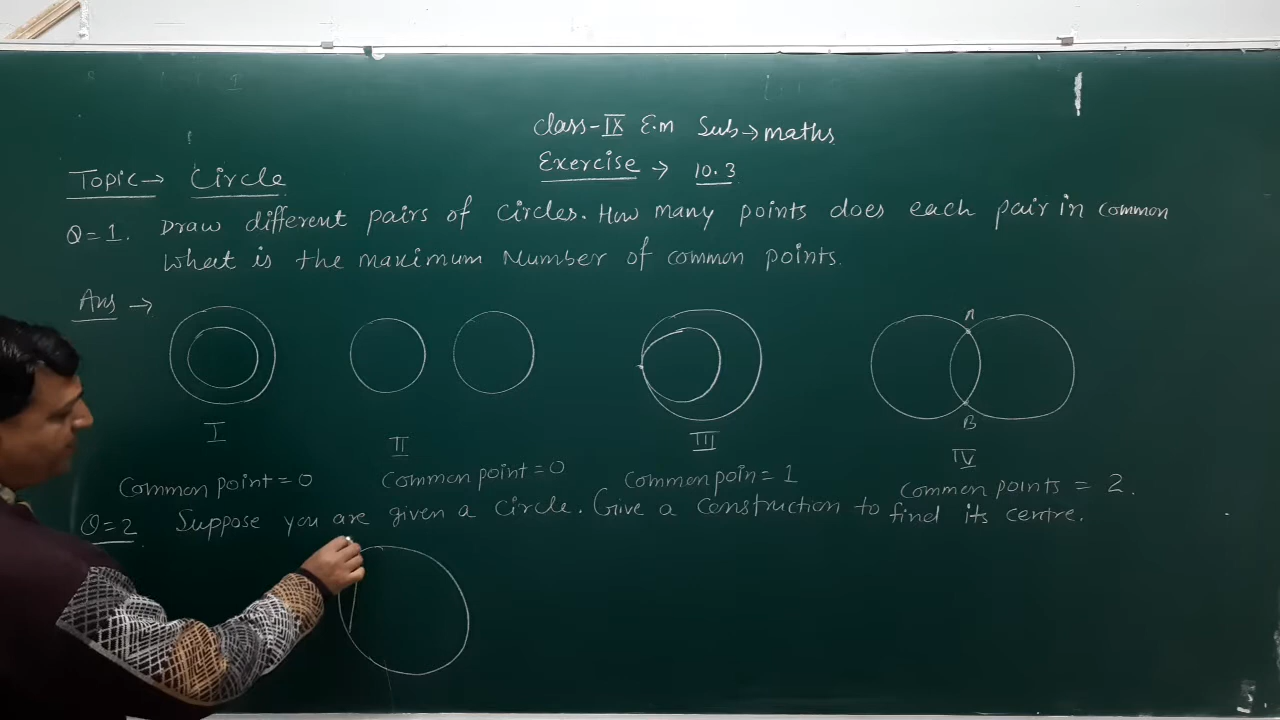 Class-IX E.m Sub→maths
Exercise → 10.3
Topic→ Circle
Q=1. Draw different pairs of circles. How many points does each pair in common
what is the maximum Number of common points.
Ans →
A
B
I
II
III
IV
Common point=0
Common point=0
Common poin=1
Common points = 2.
Q=2 Suppose you are given a Circle. Give a Construction to find its centre.